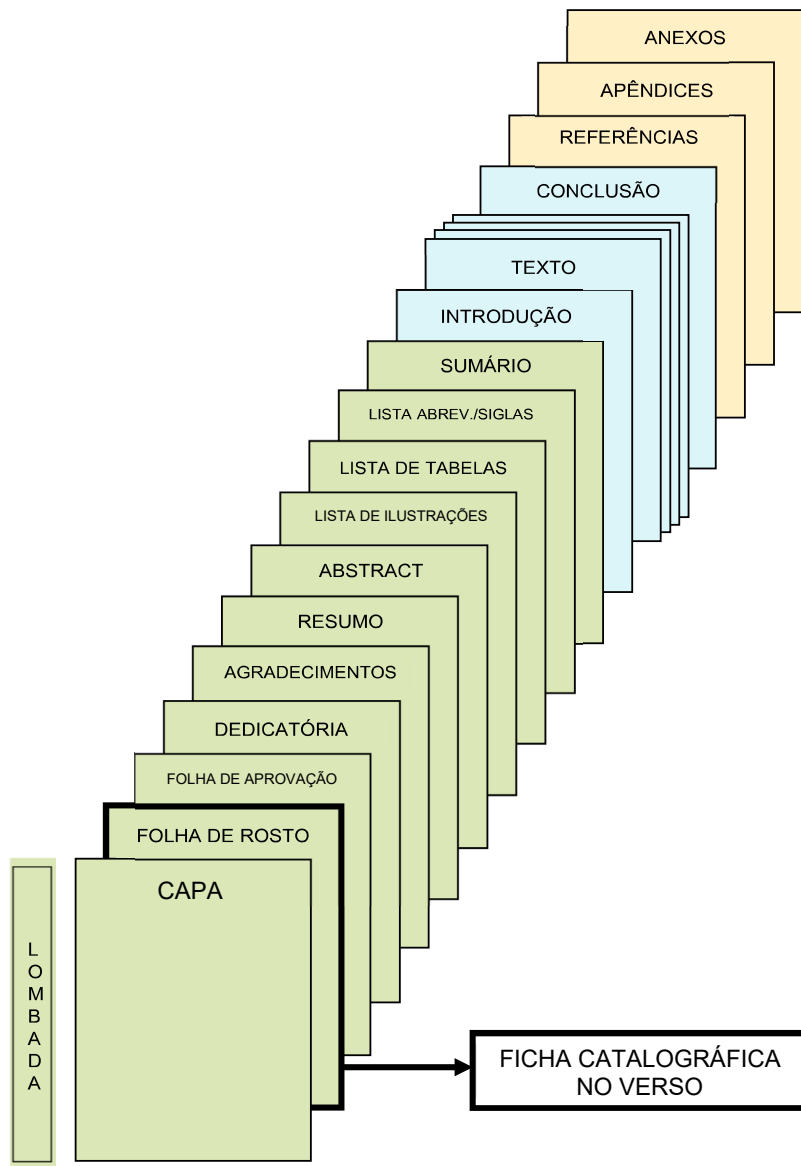 ANEXOS
APÊNDICES
REFERÊNCIAS
CONCLUSÃO
TEXTO
INTRODUÇÃO
SUMÁRIO
LISTA ABREV./SIGLAS
LISTA DE TABELAS
LISTA DE ILUSTRAÇÕES
ABSTRACT
RESUMO
AGRADECIMENTOS
DEDICATÓRIA
FOLHA DE APROVAÇÃO
FOLHA DE ROSTO
CAPA
LOMBADA
FICHA CATALOGRÁFICA
NO VERSO